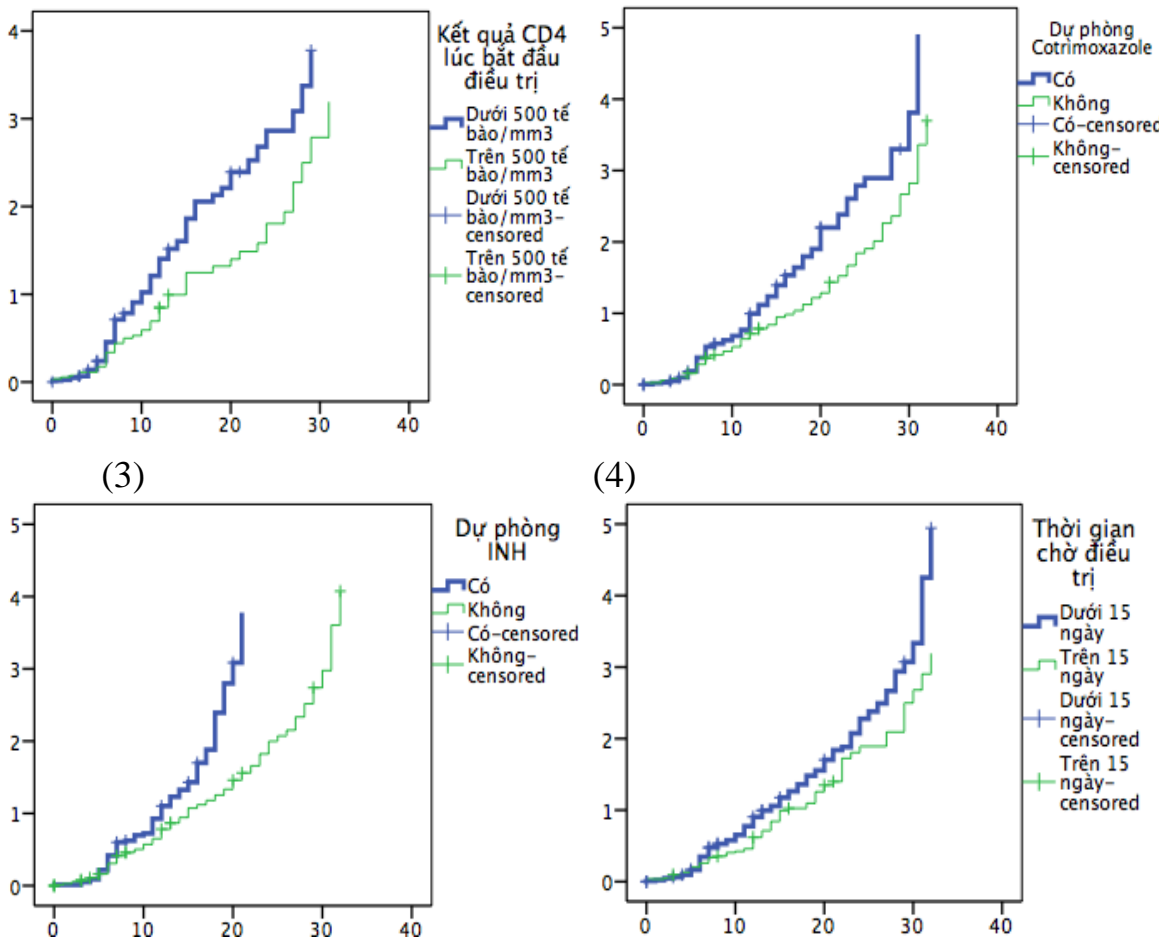 4
3
2
1
0
0
10
20
30
40
Kết quả CD4
lúc bắt đầu
điều trị
Dưới 500 tế
bào/mm3
Trên 500 tế
bào/mm3
Dưới 500 tế
bào/mm3-
censored
Trên 500 tế
bào/mm3-
censored
5
4
3
2
1
0
0
10
20
30
40
Dự phòng
Cotrimoxazole
Có
Không
Có-censored
Không-
censored
(3)
(4)
5
4
3
2
1
0
0
10
20
30
40
Dự phòng
INH
Có
Không
Có-censored
Không-
censored
5
4
3
2
1
0
0
10
20
30
40
Thời gian
chờ điều
trị
Dưới 15
ngày
Trên 15
ngày
Dưới 15
ngày-
censored
Trên 15
ngày-
censored